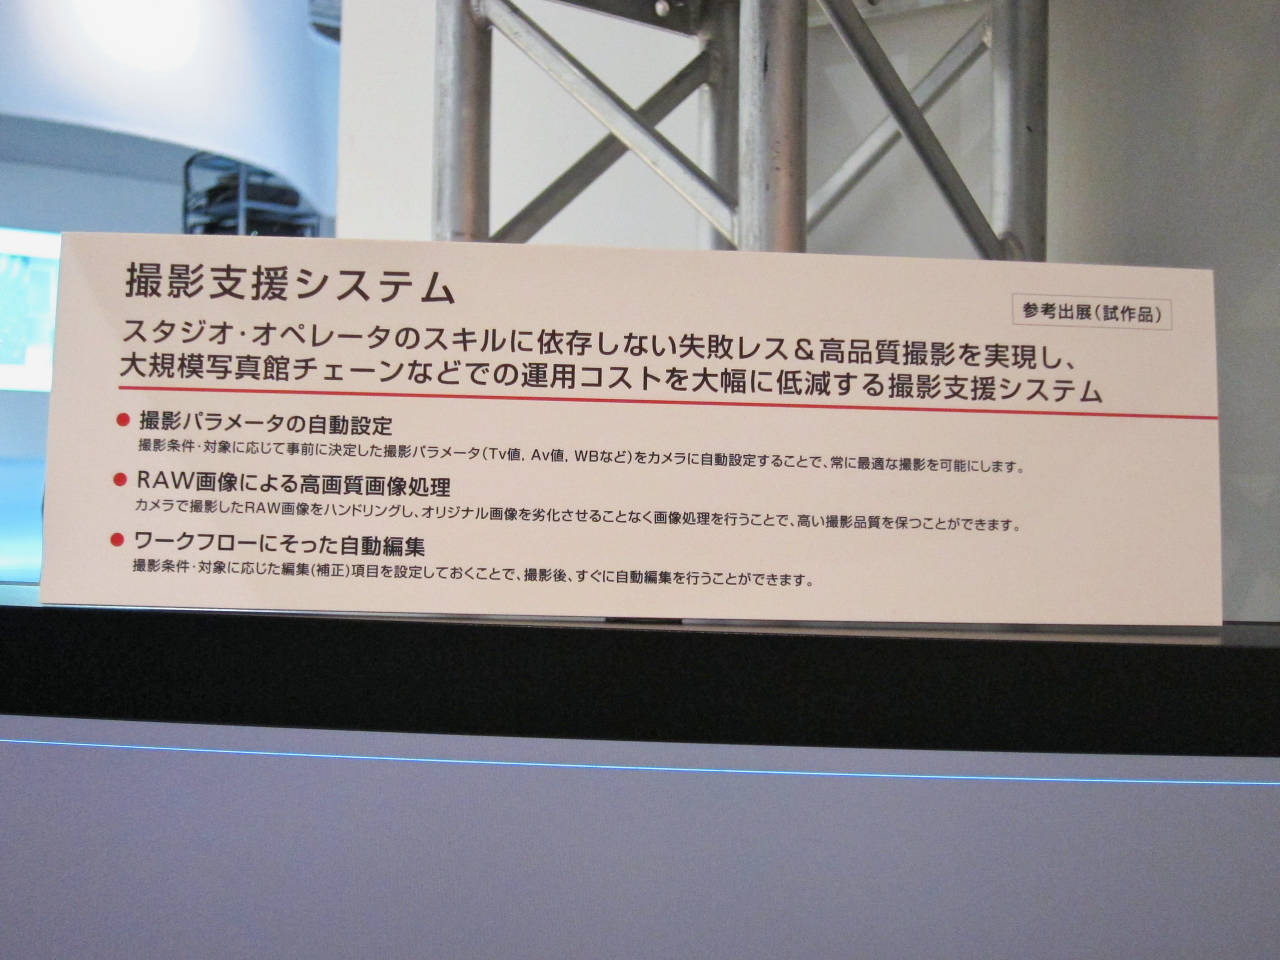 撮影支援システム
参考出展(試作品)
スタジオ・オペレータのスキルに依存しない失敗レス＆高品質撮影を実現し、
大規模写真館チェーンなどでの運用コストを大幅に低減する撮影支援システム
● 撮影パラメータの自動設定
撮影条件・対象に応じて事前に決定した撮影パラメータ(Tv値, Av値, WBなど)をカメラに自動設定することで、常に最適な撮影を可能にします。
● RAW画像による高画質画像処理
カメラで撮影したRAW画像をハンドリングし、オリジナル画像を劣化させることなく画像処理を行うことで、高い撮影品質を保つことができます。
● ワークフローにそった自動編集
撮影条件・対象に応じた編集(補正)項目を設定しておくことで、撮影後、すぐに自動編集を行うことができます。